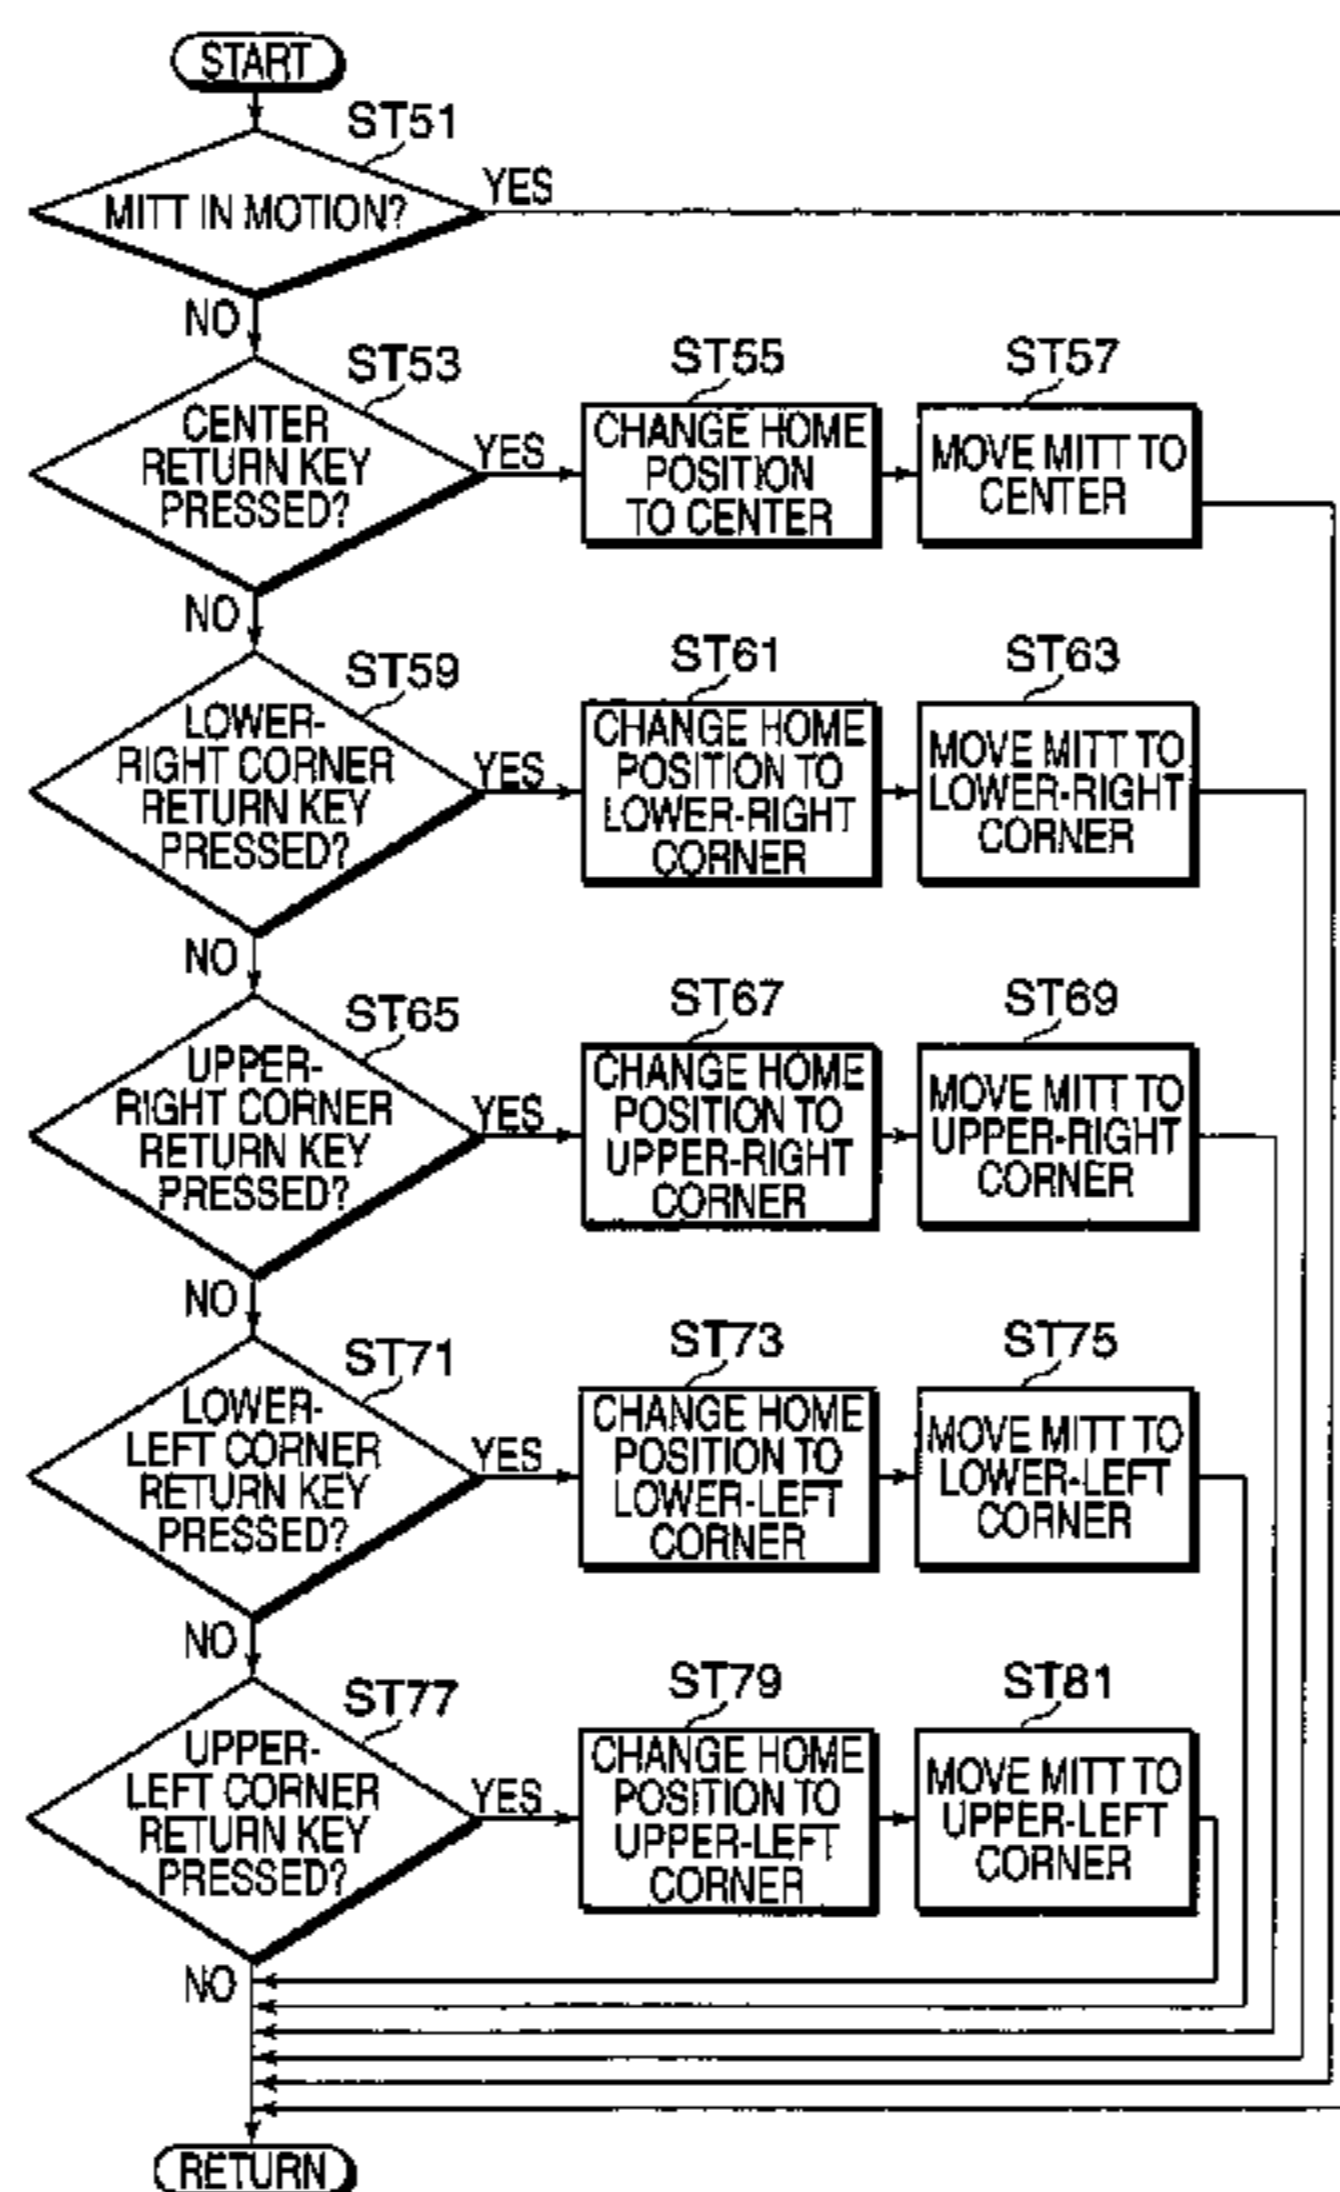 START
ST51
MITT IN MOTION?
YES
NO
ST53
CENTER
RETURN KEY
PRESSED?
YES
ST55
CHANGE HOME
POSITION
TO CENTER
ST57
MOVE MITT TO
CENTER
NO
ST59
LOWER-
RIGHT CORNER
RETURN KEY
PRESSED?
YES
ST61
CHANGE HOME
POSITION TO
LOWER-RIGHT
CORNER
ST63
MOVE MITT TO
LOWER-RIGHT
CORNER
NO
ST65
UPPER-
RIGHT CORNER
RETURN KEY
PRESSED?
YES
ST67
CHANGE HOME
POSITION TO
UPPER-RIGHT
CORNER
ST69
MOVE MITT TO
UPPER-RIGHT
CORNER
NO
ST71
LOWER-
LEFT CORNER
RETURN KEY
PRESSED?
YES
ST73
CHANGE HOME
POSITION TO
LOWER-LEFT
CORNER
ST75
MOVE MITT TO
LOWER-LEFT
CORNER
NO
ST77
UPPER-
LEFT CORNER
RETURN KEY
PRESSED?
YES
ST79
CHANGE HOME
POSITION TO
UPPER-LEFT
CORNER
ST81
MOVE MITT TO
UPPER-LEFT
CORNER
NO
RETURN